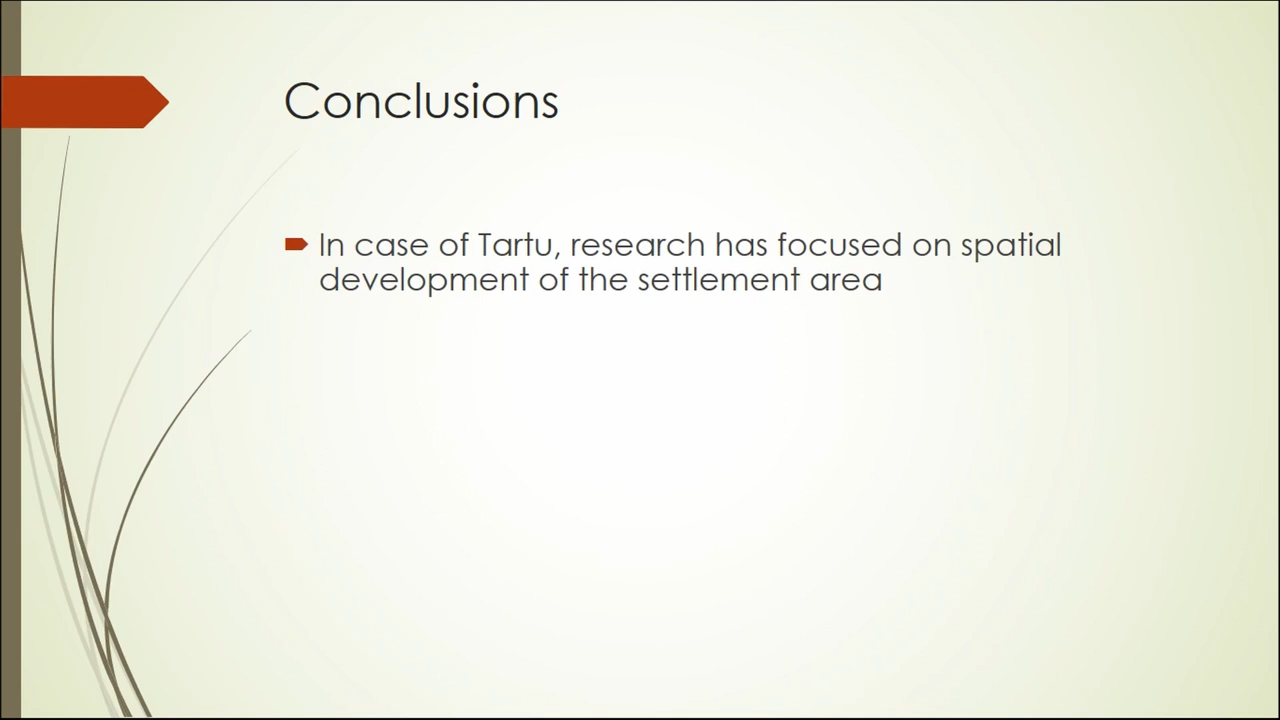 Conclusions
In case of Tartu, research has focused on spatial
development of the settlement area